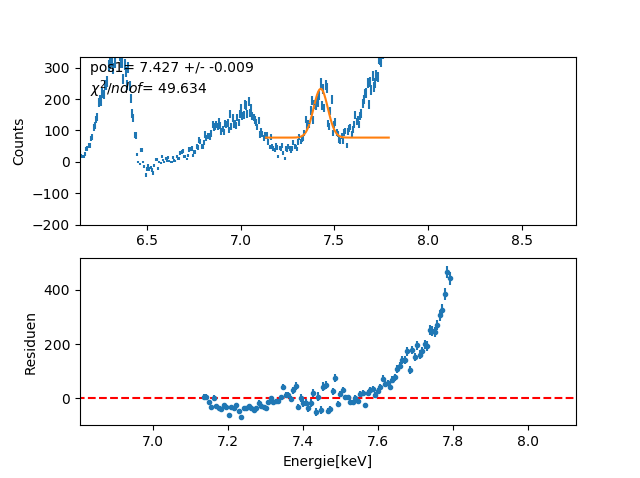 pos1= 7.427 +/- -0.009
χ²/ndof= 49.634
Counts
300
200
100
0
−100
−200
6.5 7.0 7.5 8.0 8.5
Residuen
400
200
0
7.0 7.2 7.4 7.6 7.8 8.0
Energie[keV]